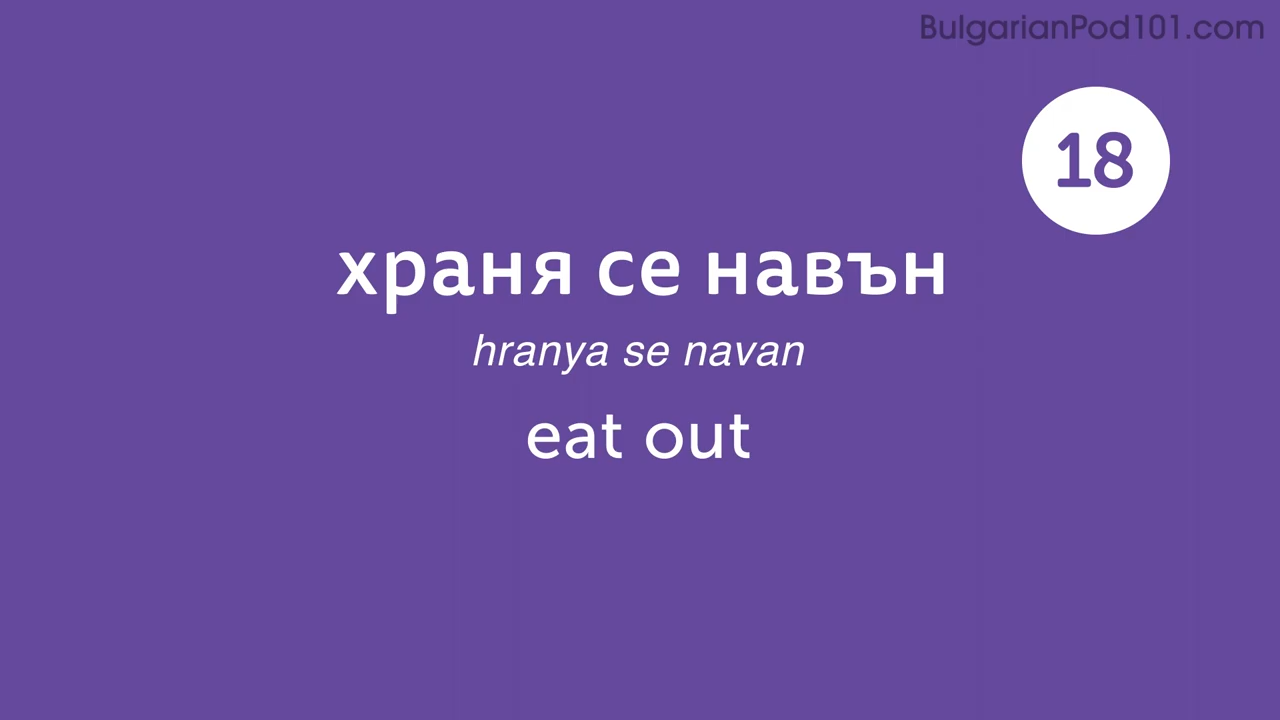 BulgarianPod101.com
18
храня се навън
hranya se navan
eat out